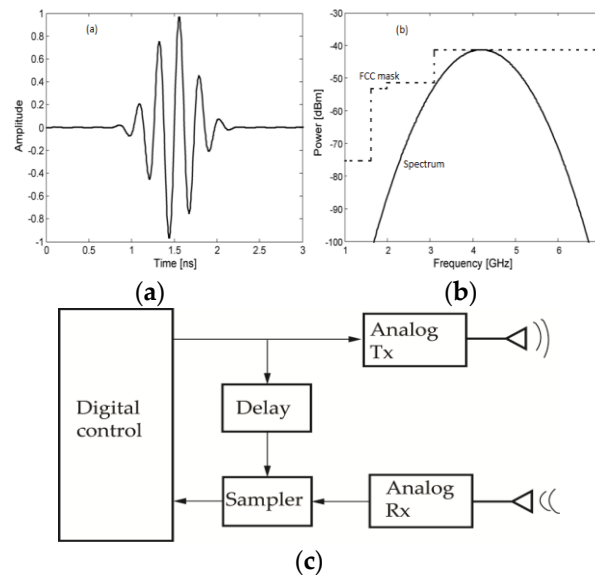 (a)
1
0.8
0.6
0.4
0.2
0
-0.2
-0.4
-0.6
-0.8
-1
Amplitude
0 0.5 1 1.5 2 2.5 3
Time [ns]
(a)
(b)
-30
-40
-50
-60
-70
-80
-90
-100
Power [dBm]
FCC mask
Spectrum
1 2 3 4 5 6
Frequency [GHz]
(b)
Digital
control
Analog
Tx
Delay
Sampler
Analog
Rx
(c)